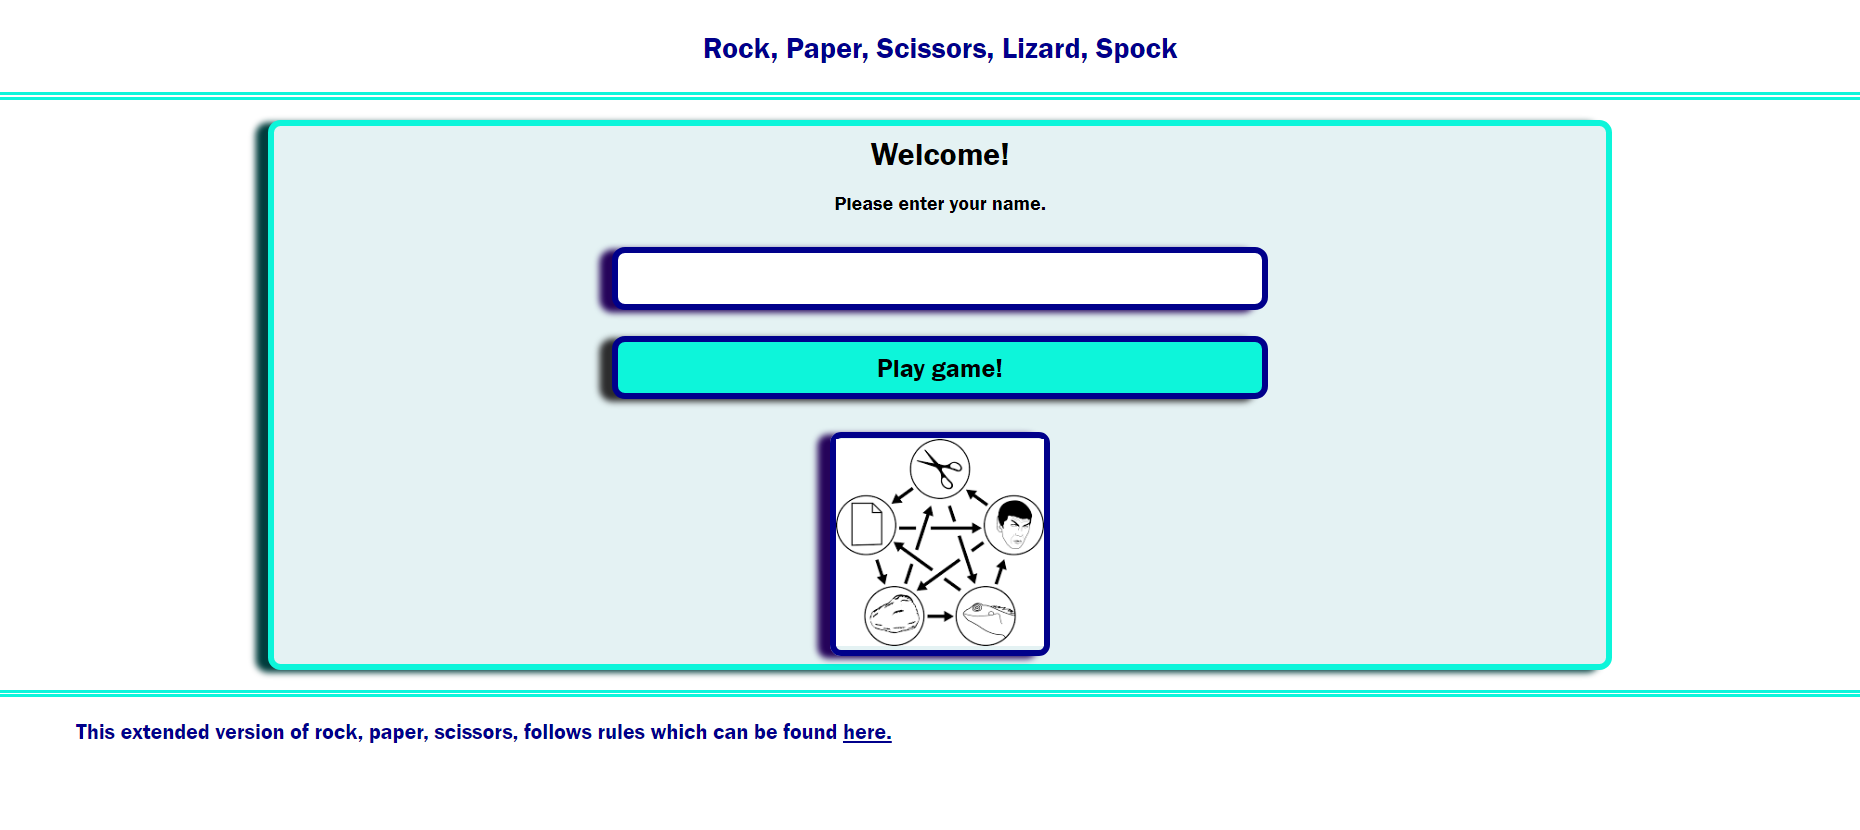 Rock, Paper, Scissors, Lizard, Spock
Welcome!
Please enter your name.
Play game!
This extended version of rock, paper, scissors, follows rules which can be found here.